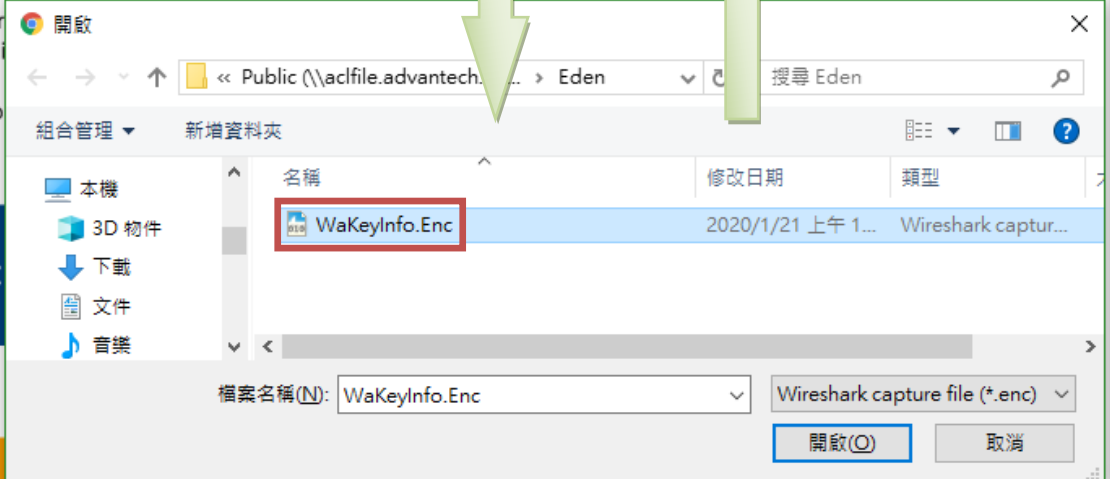 開啟
« Public (\\aclfile.advantech. ... › Eden
搜尋 Eden
組合管理
新增資料夾
名稱
修改日期
類型
本機
3D 物件
下載
文件
音樂
WaKeyInfo.Enc
2020/1/21 上午 1...
Wireshark captur...
檔案名稱(N):
WaKeyInfo.Enc
Wireshark capture file (*.enc)
開啟(O)
取消